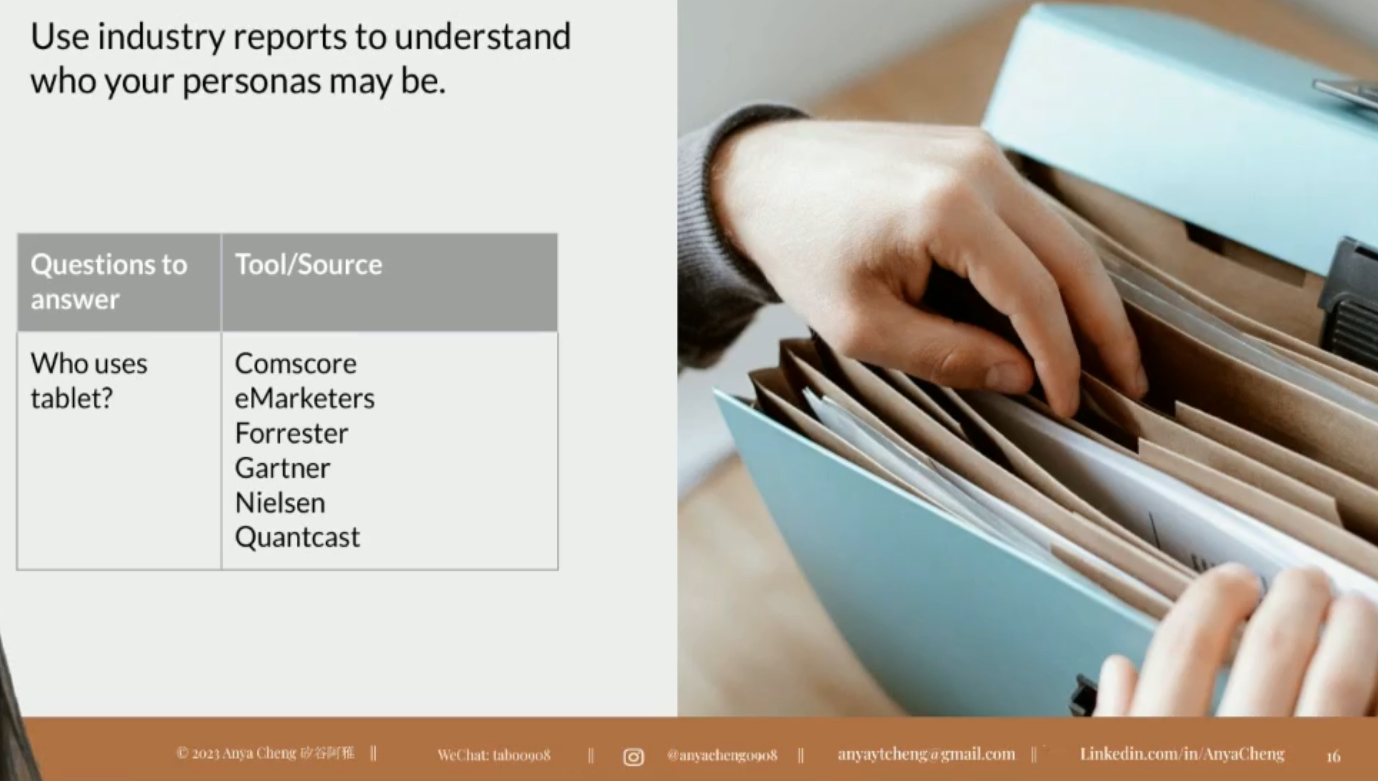 Use industry reports to understand
who your personas may be.
Questions to
answer
Tool/Source
Who uses
tablet?
Comscore
eMarketers
Forrester
Gartner
Nielsen
Quantcast
© 2023 Anya Cheng 矽谷阿雅 || WeChat: tab00908 || @anyacheng0908 || anyaytcheng@gmail.com || Linkedin.com/in/AnyaCheng 16